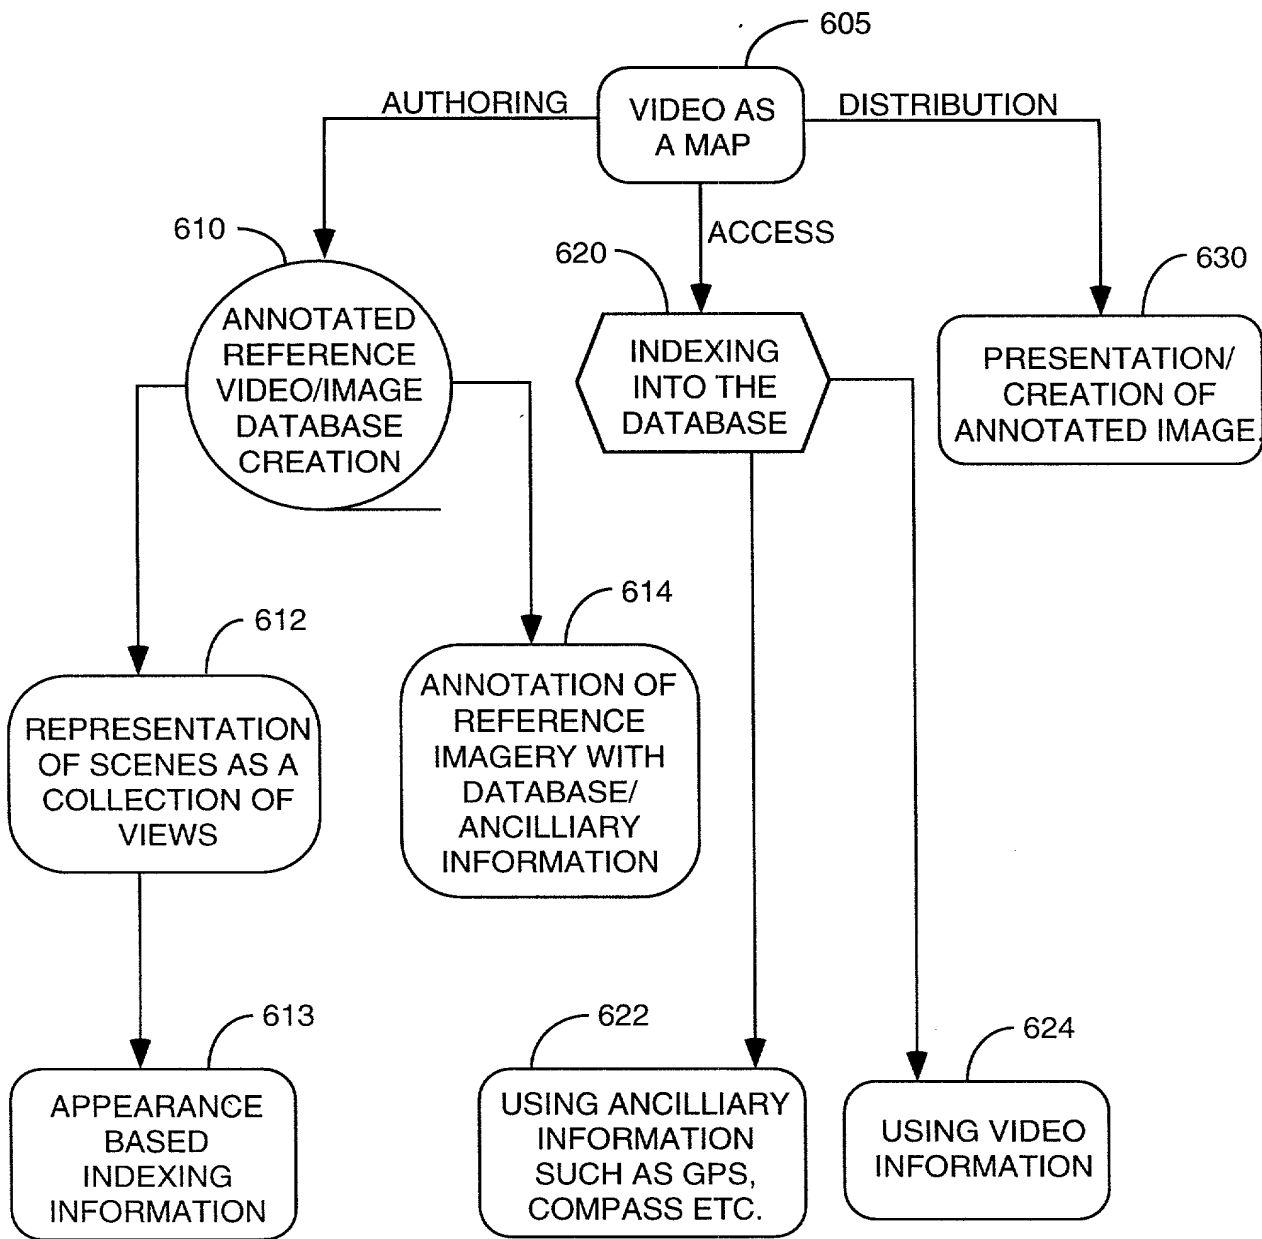 605
VIDEO AS
A MAP
AUTHORING
DISTRIBUTION
ACCESS
610
ANNOTATED
REFERENCE
VIDEO/IMAGE
DATABASE
CREATION
620
INDEXING
INTO THE
DATABASE
630
PRESENTATION/
CREATION OF
ANNOTATED IMAGE.
612
REPRESENTATION
OF SCENES AS A
COLLECTION OF
VIEWS
614
ANNOTATION OF
REFERENCE
IMAGERY WITH
DATABASE/
ANCILLIARY
INFORMATION
613
APPEARANCE
BASED
INDEXING
INFORMATION
622
USING ANCILLIARY
INFORMATION
SUCH AS GPS,
COMPASS ETC.
624
USING VIDEO
INFORMATION